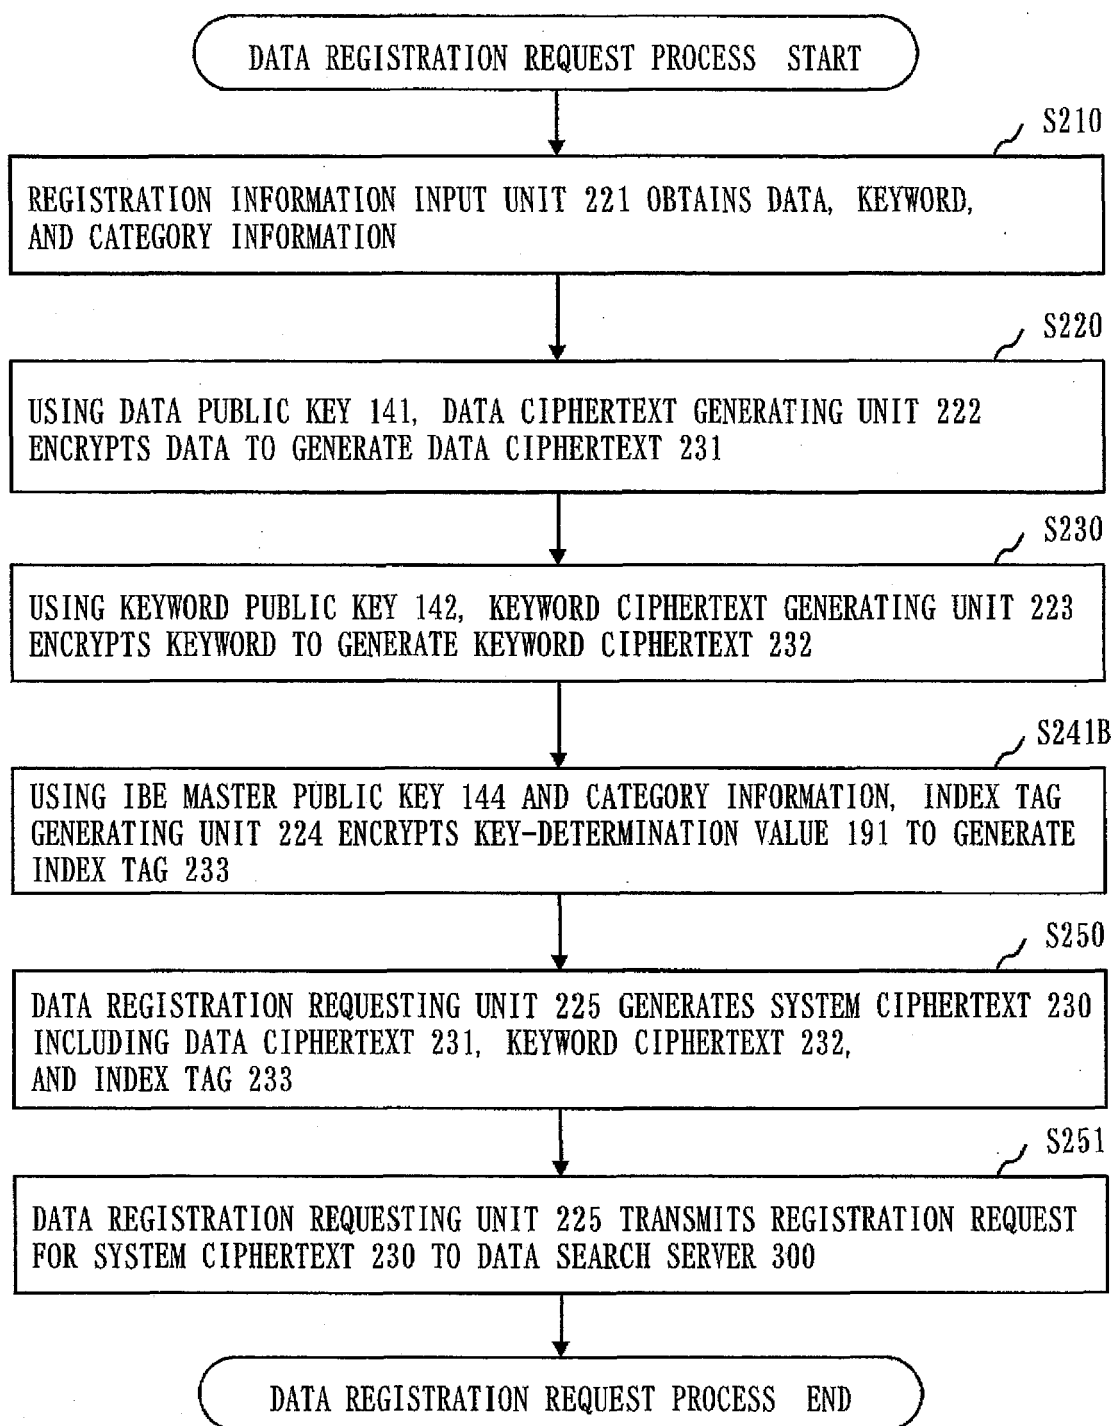 DATA REGISTRATION REQUEST PROCESS START
S210
REGISTRATION INFORMATION INPUT UNIT 221 OBTAINS DATA, KEYWORD,
AND CATEGORY INFORMATION
S220
USING DATA PUBLIC KEY 141, DATA CIPHERTEXT GENERATING UNIT 222
ENCRYPTS DATA TO GENERATE DATA CIPHERTEXT 231
S230
USING KEYWORD PUBLIC KEY 142, KEYWORD CIPHERTEXT GENERATING UNIT 223
ENCRYPTS KEYWORD TO GENERATE KEYWORD CIPHERTEXT 232
S241B
USING IBE MASTER PUBLIC KEY 144 AND CATEGORY INFORMATION, INDEX TAG
GENERATING UNIT 224 ENCRYPTS KEY-DETERMINATION VALUE 191 TO GENERATE
INDEX TAG 233
S250
DATA REGISTRATION REQUESTING UNIT 225 GENERATES SYSTEM CIPHERTEXT 230
INCLUDING DATA CIPHERTEXT 231, KEYWORD CIPHERTEXT 232,
AND INDEX TAG 233
S251
DATA REGISTRATION REQUESTING UNIT 225 TRANSMITS REGISTRATION REQUEST
FOR SYSTEM CIPHERTEXT 230 TO DATA SEARCH SERVER 300
DATA REGISTRATION REQUEST PROCESS END